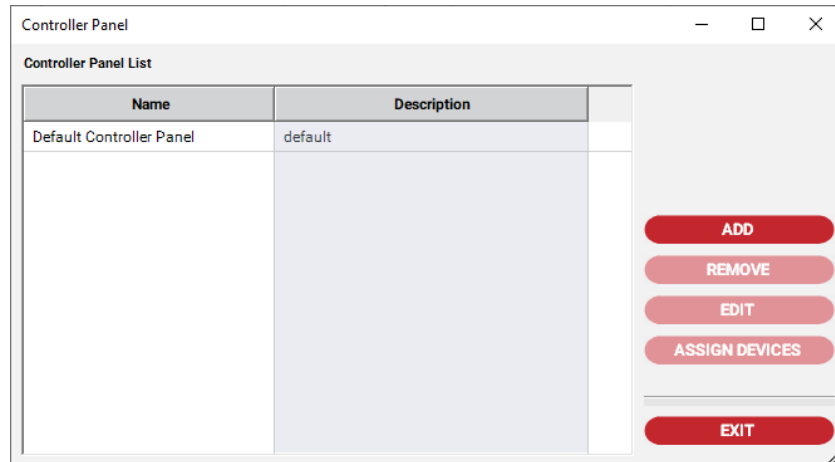 Controller Panel
Controller Panel List
Name Description
Default Controller Panel default
ADD
REMOVE
EDIT
ASSIGN DEVICES
EXIT